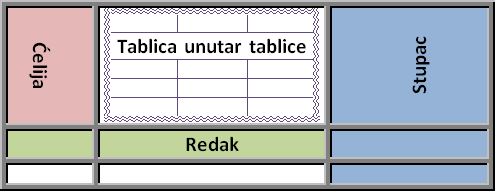 Ćelija
Tablica unutar tablice
Stupac
Redak